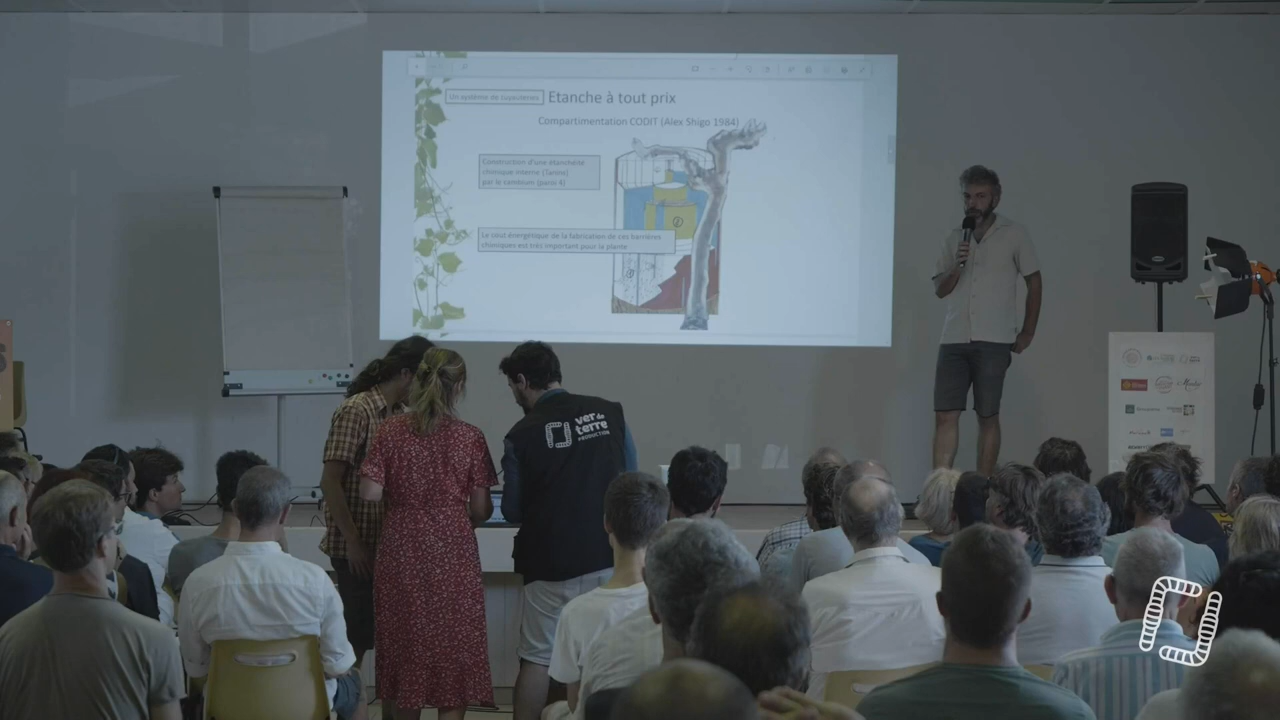 Un système de cuisinières
Etanche à tout prix
Compartimentation CODIT (Alex Shigo 1984)
Construction d'une étanchéité
chimique interne (Tanins)
par le cambium (paroi 4)
Le coût énergétique de la fabrication de ces barrières
chimiques est très important pour la plante
ver de
terre
PRODUCTION